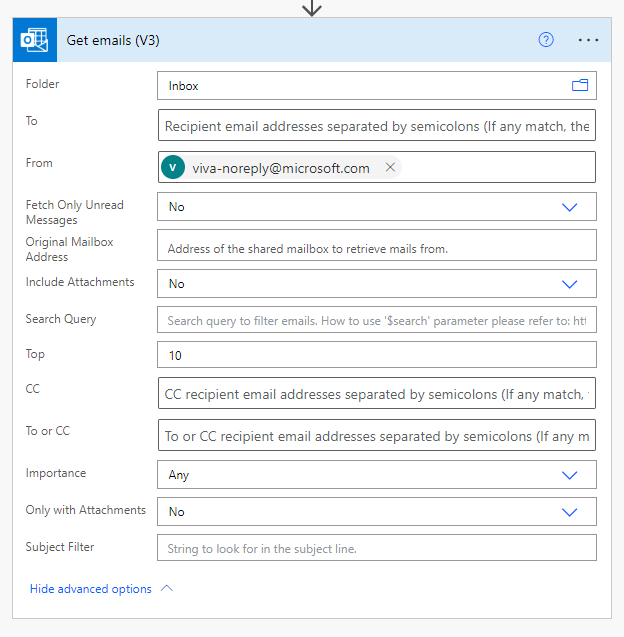 Get emails (V3)
Folder
Inbox
To
Recipient email addresses separated by semicolons (If any match, the
From
V viva-noreply@microsoft.com
Fetch Only Unread
Messages
No
Original Mailbox
Address
Address of the shared mailbox to retrieve mails from.
Include Attachments
No
Search Query
Search query to filter emails. How to use '$search' parameter please refer to: htt
Top
10
CC
CC recipient email addresses separated by semicolons (If any match,
To or CC
To or CC recipient email addresses separated by semicolons (If any m
Importance
Any
Only with Attachments
No
Subject Filter
String to look for in the subject line.
Hide advanced options